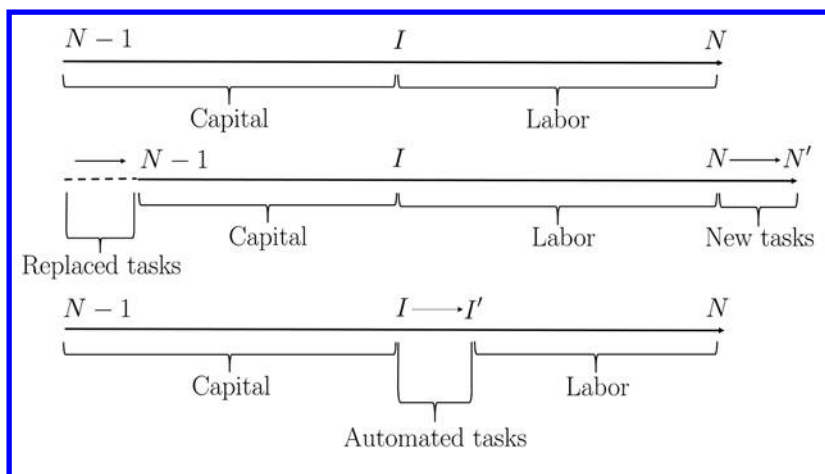 N − 1 I N
Capital Labor
N − 1 I N N′
Capital Labor New tasks
Replaced tasks
N − 1 I I′ N
Capital Labor
Automated tasks